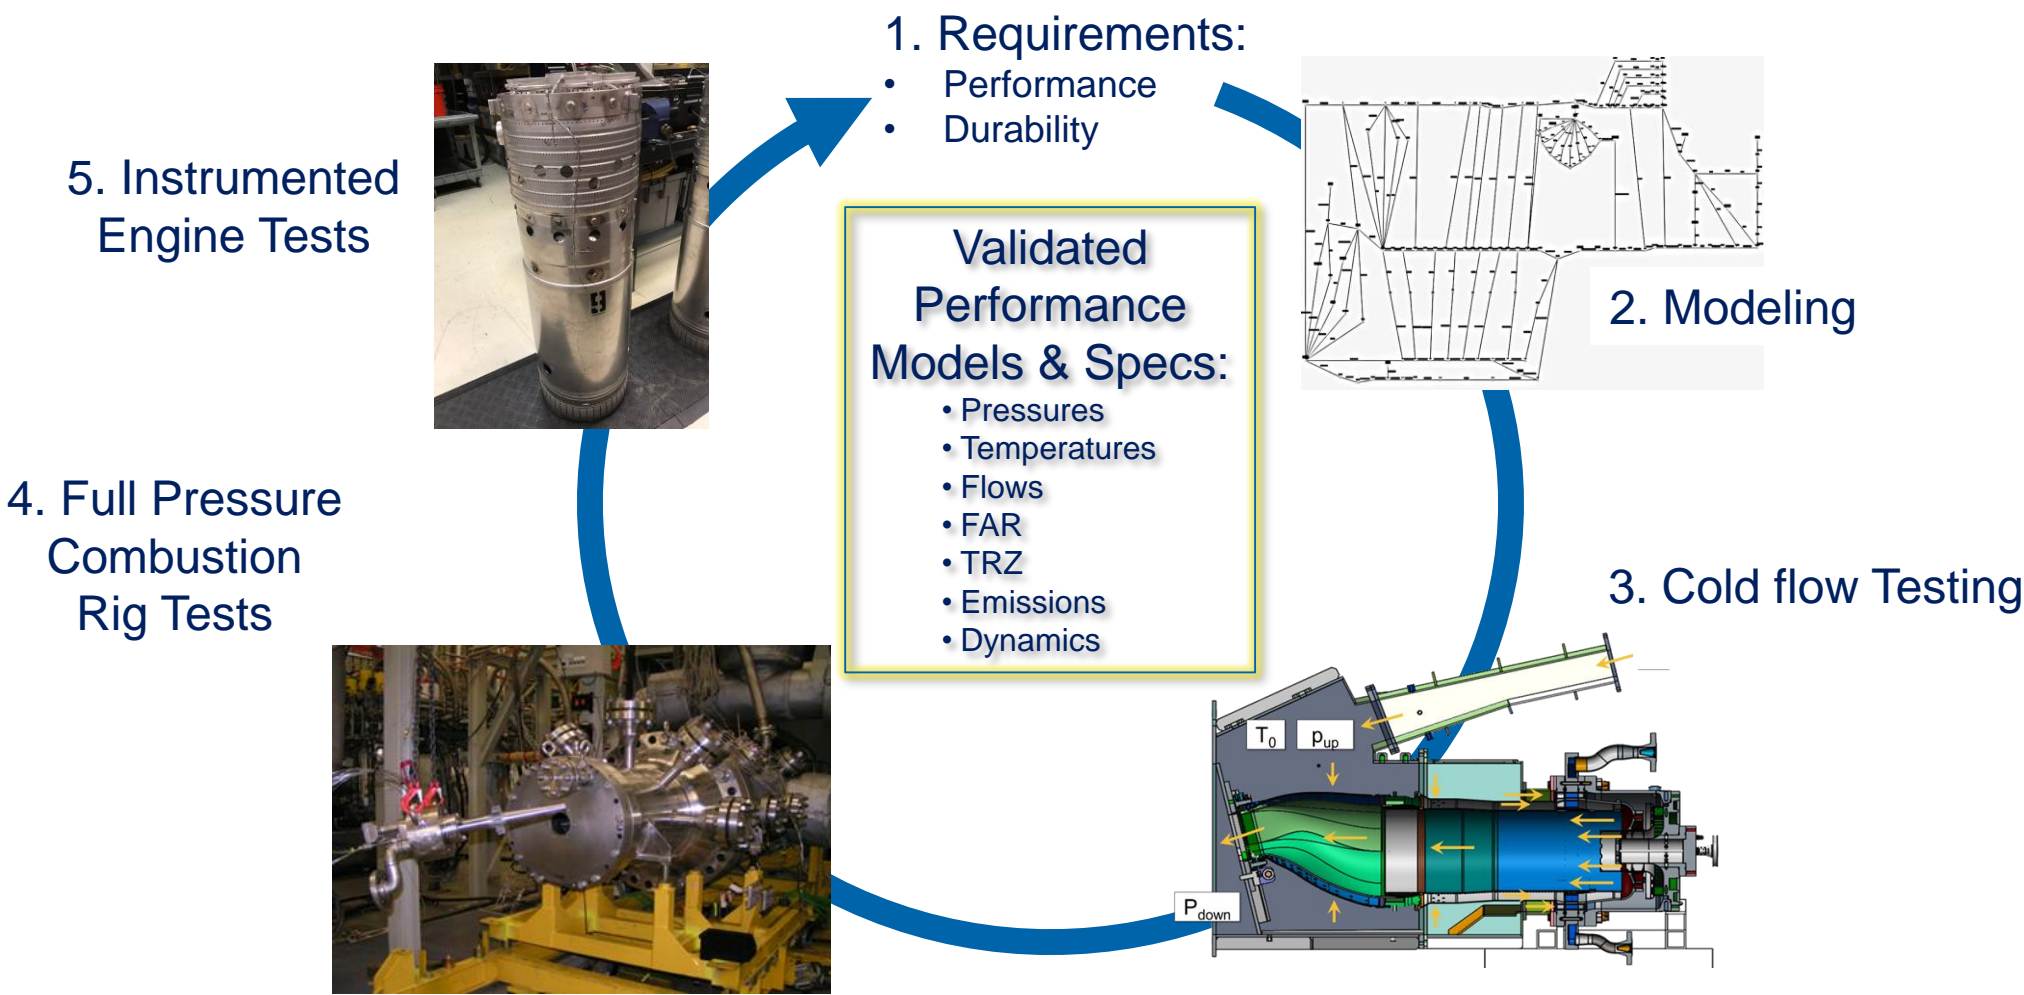 1. Requirements:
• Performance
• Durability
2. Modeling
3. Cold flow Testing
T0
pup
Pdown
4. Full Pressure
Combustion
Rig Tests
5. Instrumented
Engine Tests
Validated
Performance
Models & Specs:
• Pressures
• Temperatures
• Flows
• FAR
• TRZ
• Emissions
• Dynamics